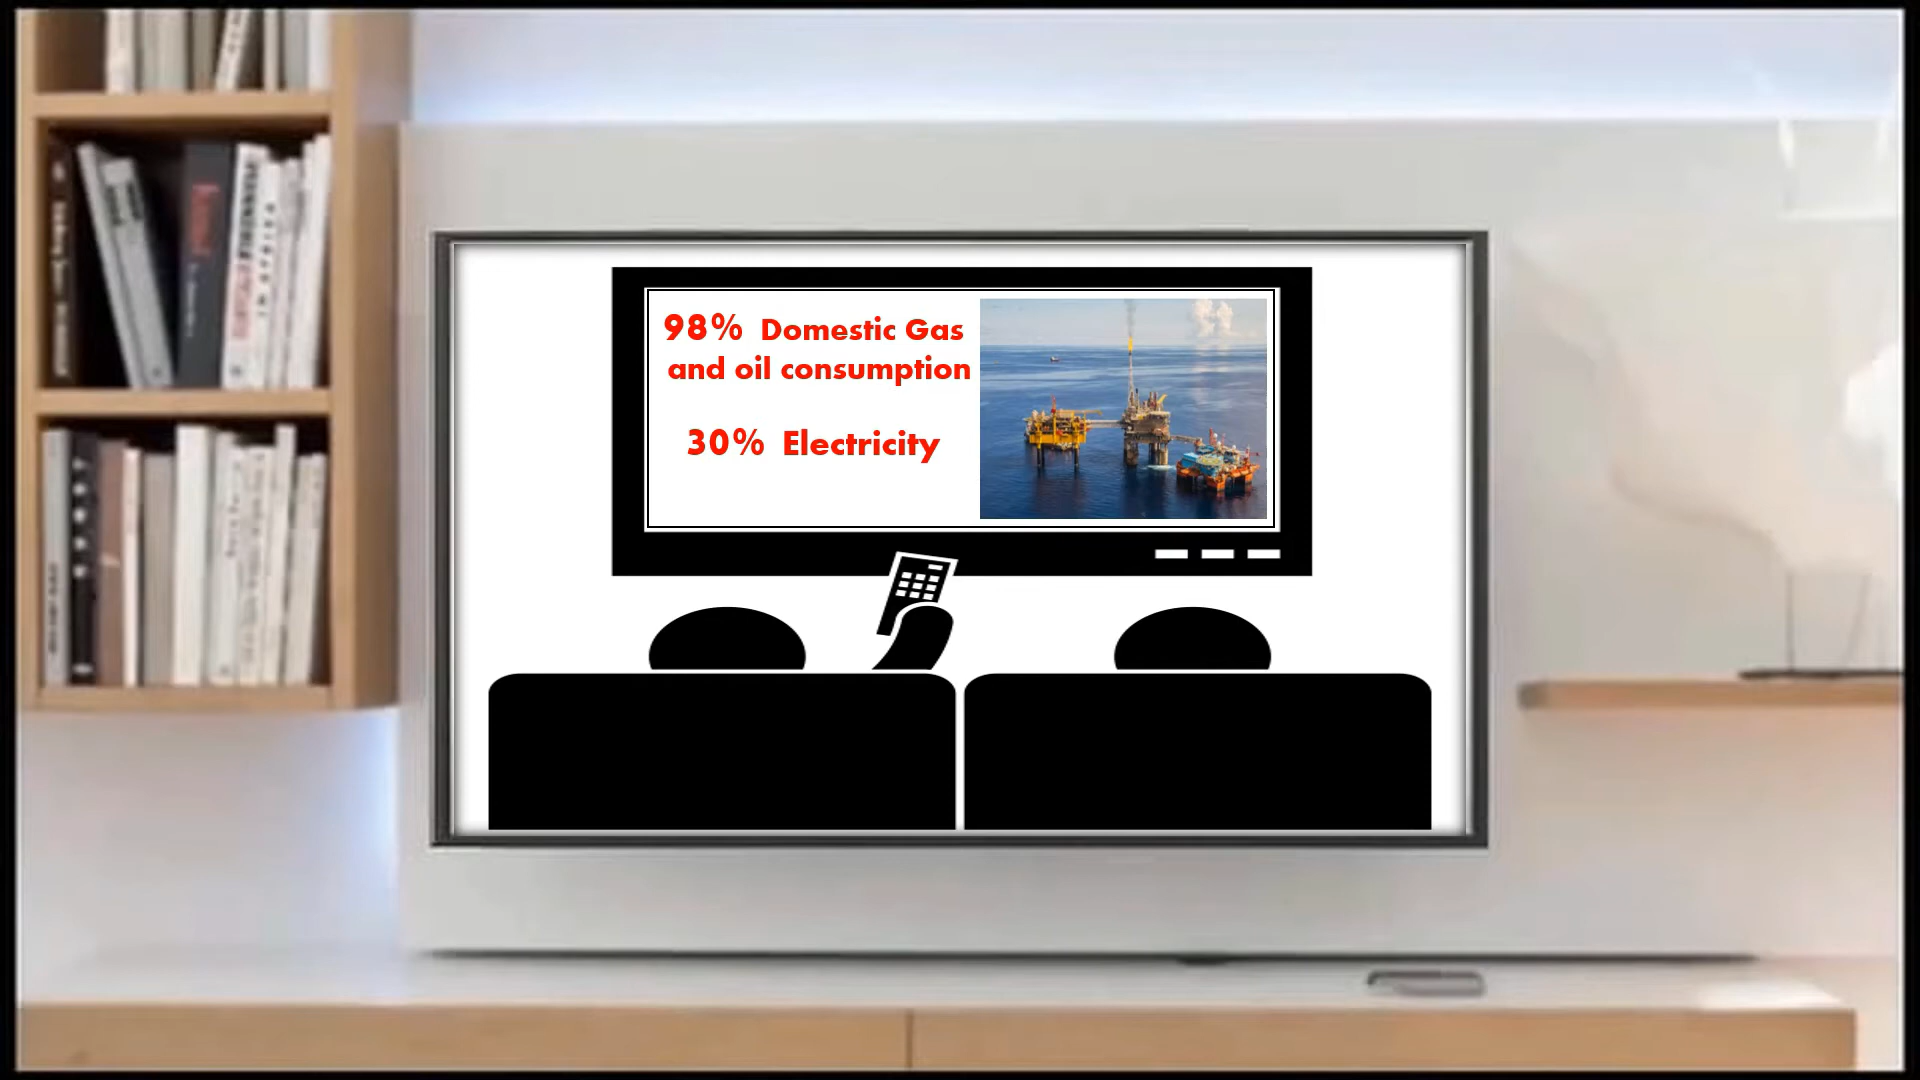 98% Domestic Gas
and oil consumption
30% Electricity